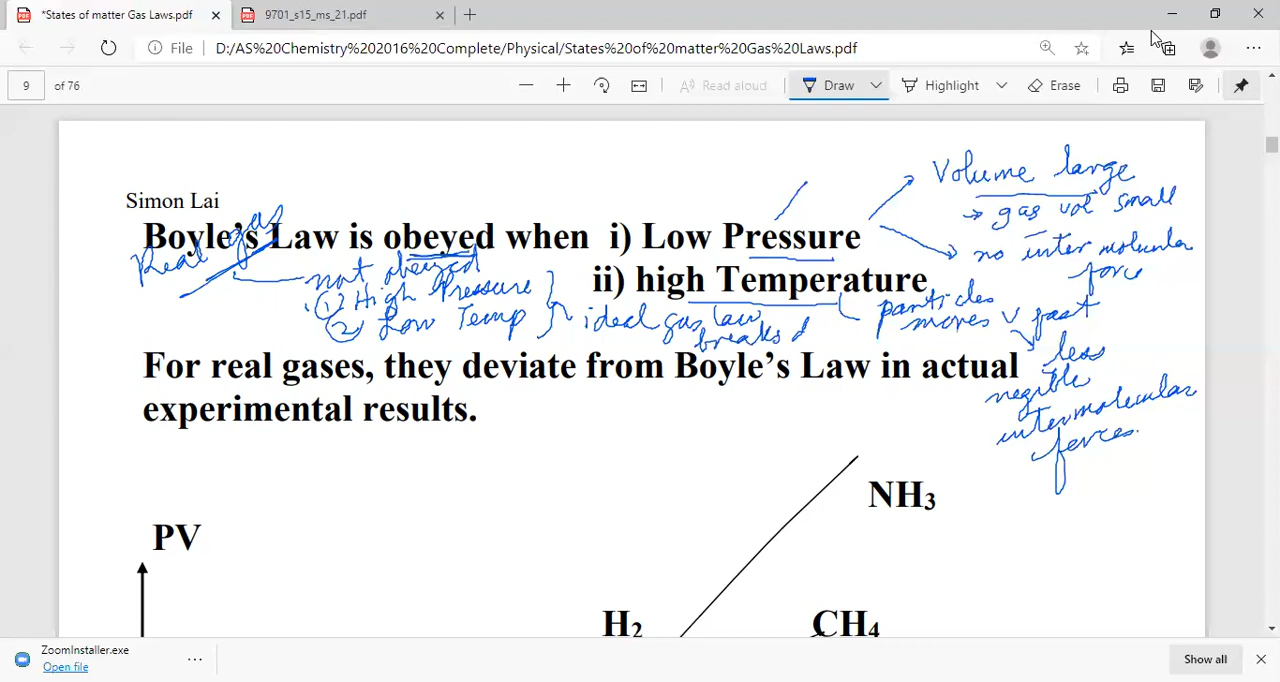 *States of matter Gas Laws.pdf
9701_s15_ms_21.pdf
File D:/AS%20Chemistry%202016%20Complete/Physical/States%20of%20matter%20Gas%20Laws.pdf
9 of 76 Read aloud Draw Highlight Erase
Simon Lai
Volume large
→ gas vol small
Boyle's Law is obeyed when i) Low Pressure
Real gas
no intermolecular
force
not obeyed
ii) high Temperature
① High Pressure
② Low Temp
ideal gas law
breaks d
particles
moves v fast
For real gases, they deviate from Boyle's Law in actual
experimental results.
less
neglble
intermolecular
forces.
NH3
PV
H2
CH4
ZoomInstaller.exe
Open file
Show all